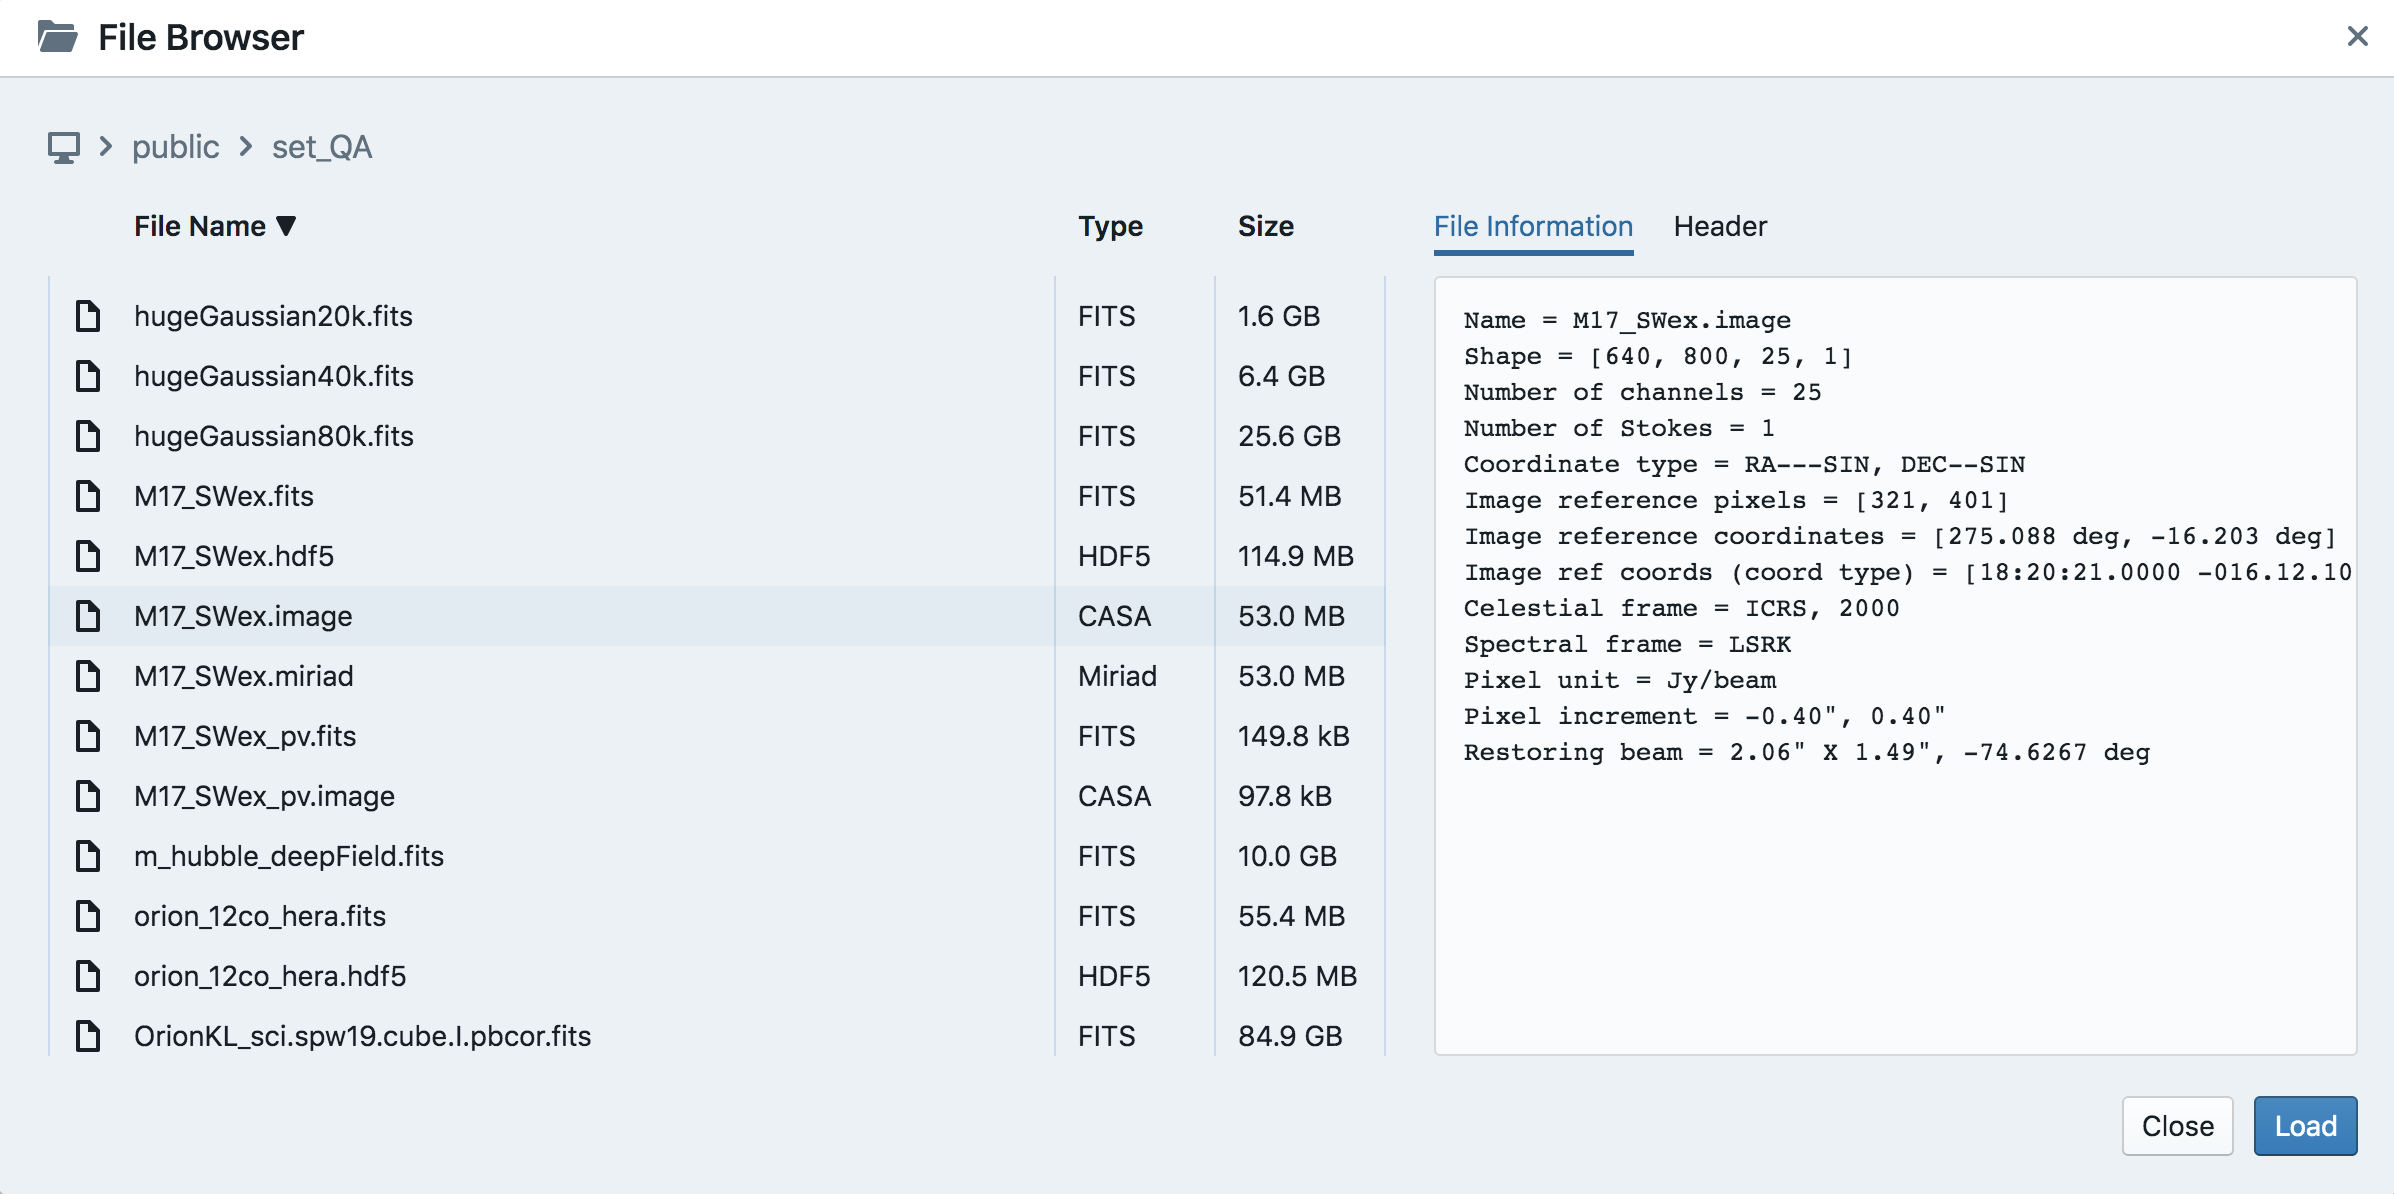 File Browser
public set_QA
File Name Type Size
hugeGaussian20k.fits FITS 1.6 GB
hugeGaussian40k.fits FITS 6.4 GB
hugeGaussian80k.fits FITS 25.6 GB
M17_SWex.fits FITS 51.4 MB
M17_SWex.hdf5 HDF5 114.9 MB
M17_SWex.image CASA 53.0 MB
M17_SWex.miriad Miriad 53.0 MB
M17_SWex_pv.fits FITS 149.8 kB
M17_SWex_pv.image CASA 97.8 kB
m_hubble_deepField.fits FITS 10.0 GB
orion_12co_hera.fits FITS 55.4 MB
orion_12co_hera.hdf5 HDF5 120.5 MB
OrionKL_sci.spw19.cube.I.pbcor.fits FITS 84.9 GB
File Information Header
Name = M17_SWex.image
Shape = [640, 800, 25, 1]
Number of channels = 25
Number of Stokes = 1
Coordinate type = RA---SIN, DEC--SIN
Image reference pixels = [321, 401]
Image reference coordinates = [275.088 deg, -16.203 deg]
Image ref coords (coord type) = [18:20:21.0000 -016.12.10
Celestial frame = ICRS, 2000
Spectral frame = LSRK
Pixel unit = Jy/beam
Pixel increment = -0.40", 0.40"
Restoring beam = 2.06" X 1.49", -74.6267 deg
Close Load